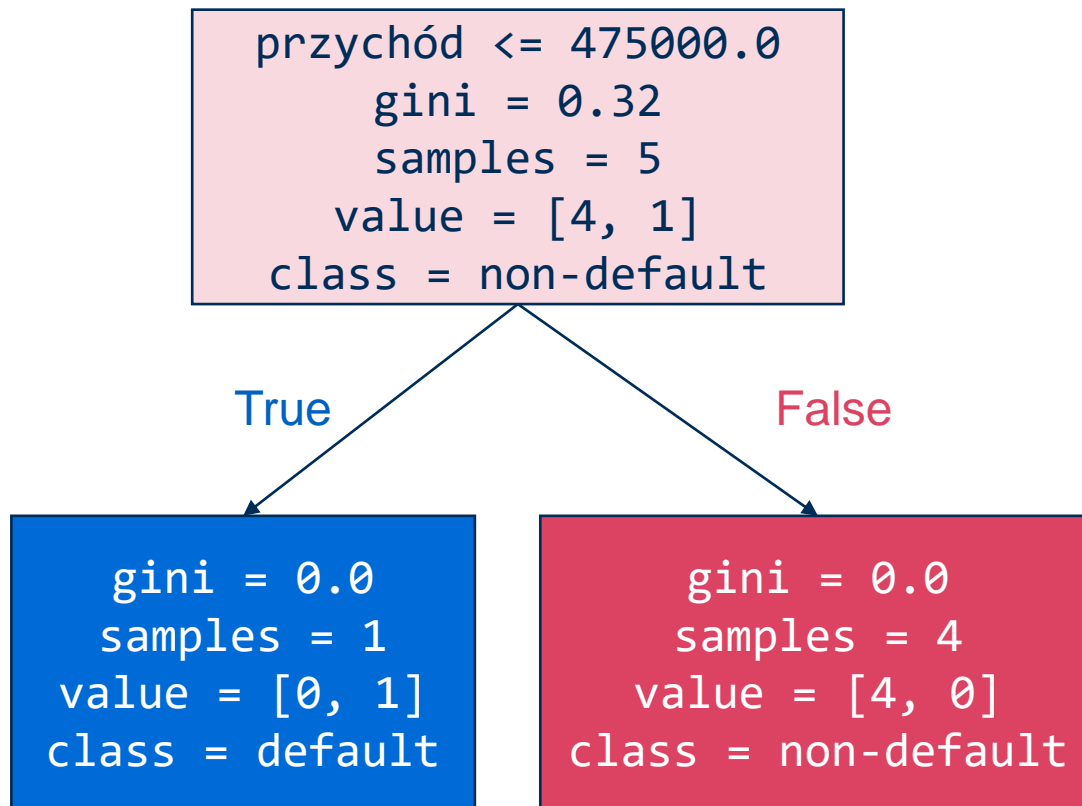 przychód <= 475000.0
gini = 0.32
samples = 5
value = [4, 1]
class = non-default
True
False
gini = 0.0
samples = 1
value = [0, 1]
class = default
gini = 0.0
samples = 4
value = [4, 0]
class = non-default